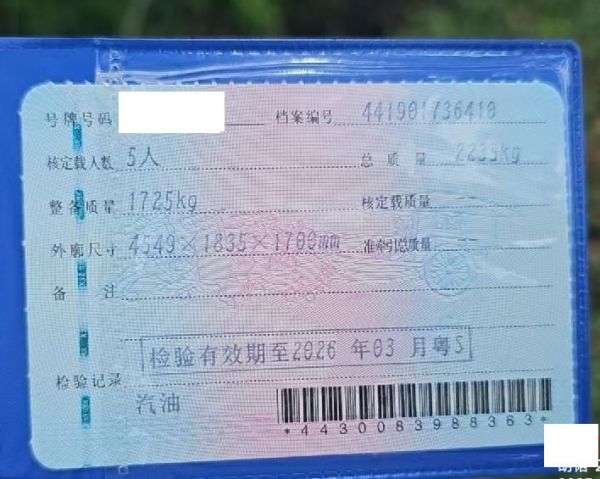 号牌号码 档案编号 441901736410
核定载人数 5人 总质量 2235kg
整备质量 1725kg 核定载质量
外廓尺寸 4549×1835×1700mm 准牵引总质量
备注
检验有效期至2026 年03 月粤S
检验记录
汽油
*4430083988363*